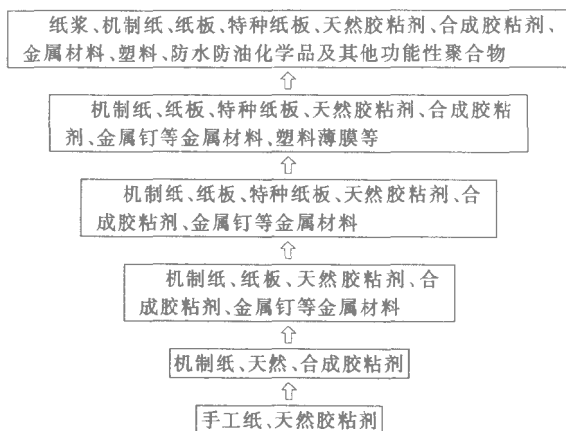 纸浆、机制纸、纸板、特种纸板、天然胶粘剂、合成胶粘剂、
金属材料、塑料、防水防油化学品及其他功能性聚合物
机制纸、纸板、特种纸板、天然胶粘剂、合成胶粘
剂、金属钉等金属材料、塑料薄膜等
机制纸、纸板、特种纸板、天然胶粘剂、合
成胶粘剂、金属钉等金属材料
机制纸、纸板、天然胶粘剂、合
成胶粘剂、金属钉等金属材料
机制纸、天然、合成胶粘剂
手工纸、天然胶粘剂